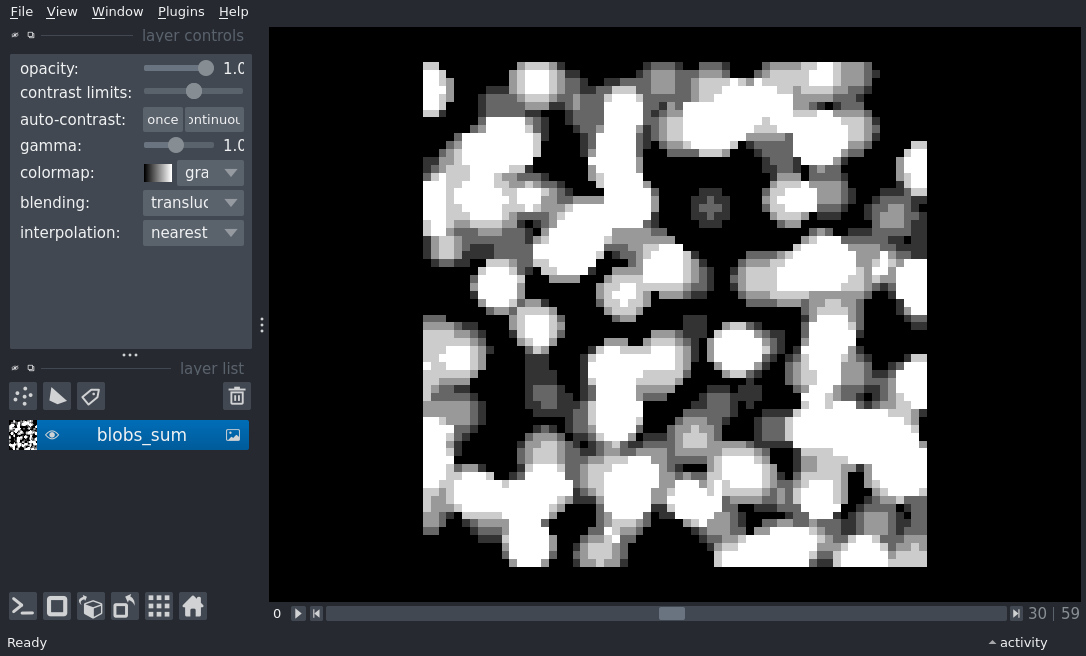 File View Window Plugins Help
layer controls
opacity: 1.0
contrast limits:
auto-contrast: once ontinuou
gamma: 1.0
colormap: gra
blending: transluc
interpolation: nearest
layer list
blobs_sum
0 30 | 59
Ready activity